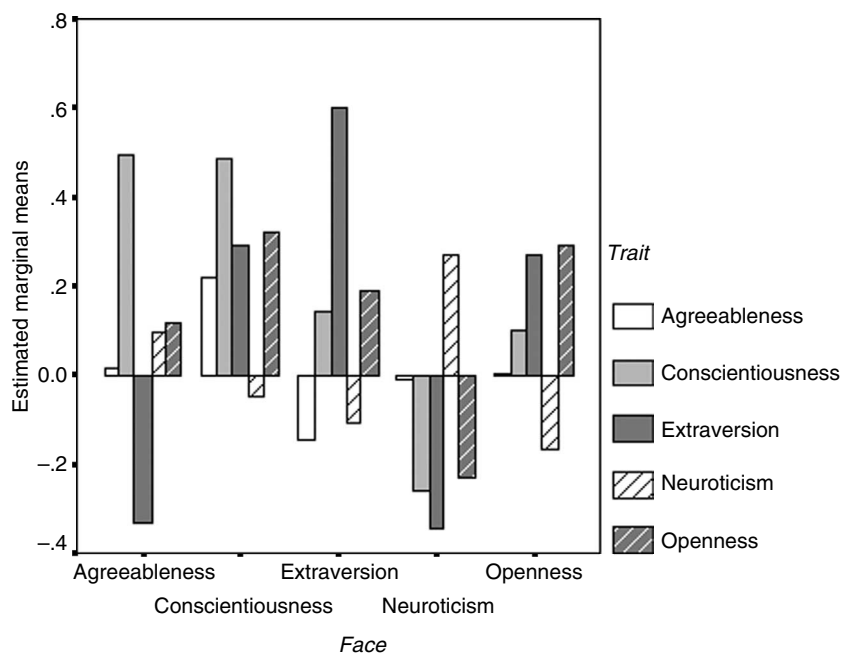 .8
.6
.4
.2
0.0
–.2
–.4
Estimated marginal means
Agreeableness
Conscientiousness
Extraversion
Neuroticism
Openness
Face
Trait
Agreeableness
Conscientiousness
Extraversion
Neuroticism
Openness